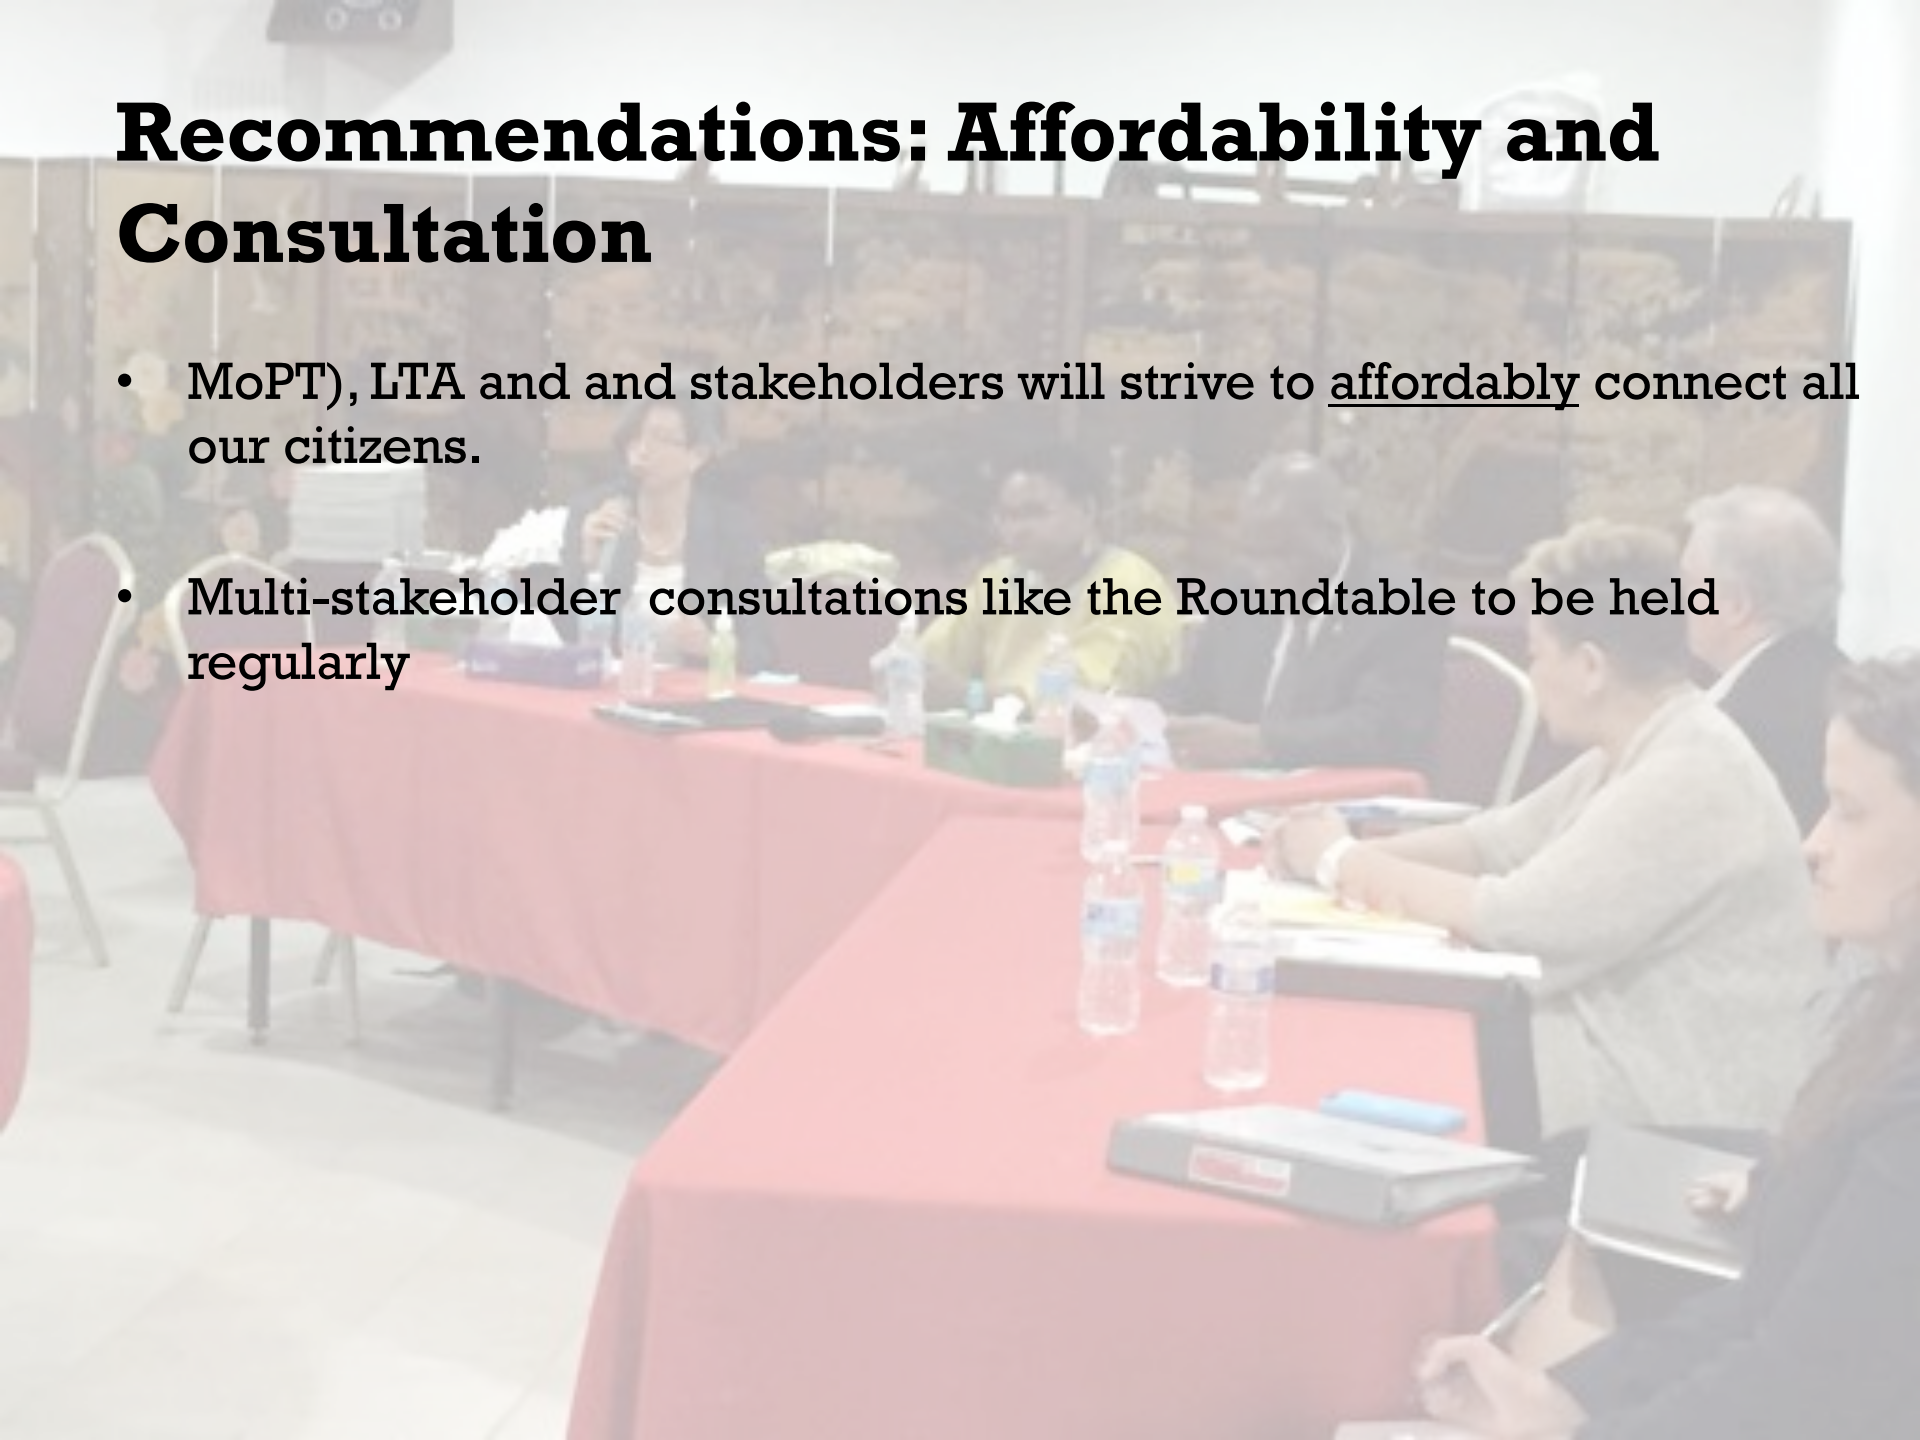 Recommendations: Affordability and
Consultation
• MoPT), LTA and and stakeholders will strive to affordably connect all
our citizens.
• Multi-stakeholder  consultations like the Roundtable to be held
regularly